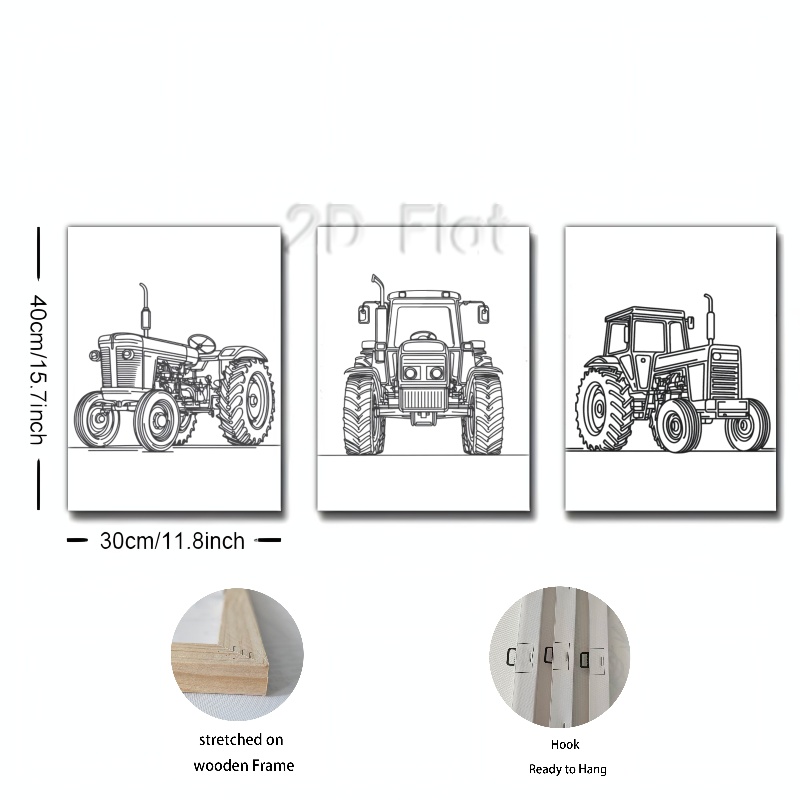 2D Flat
40cm/15.7inch
30cm/11.8inch
stretched on
wooden Frame
Hook
Ready to Hang